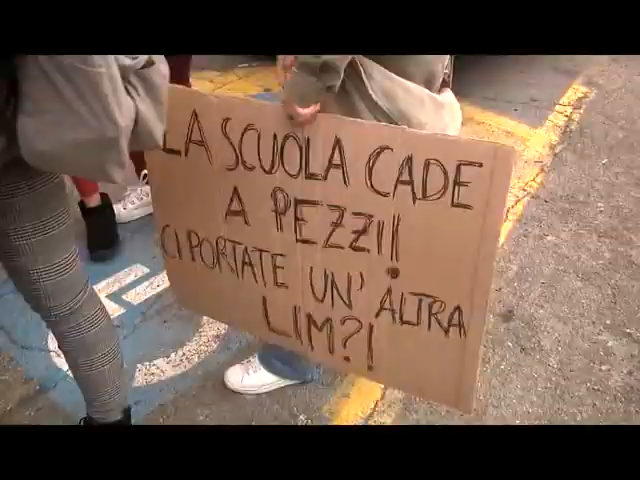 LA SCUOLA CADE
A PEZZI!
CI PORTATE UN' ALTRA
LIM?!